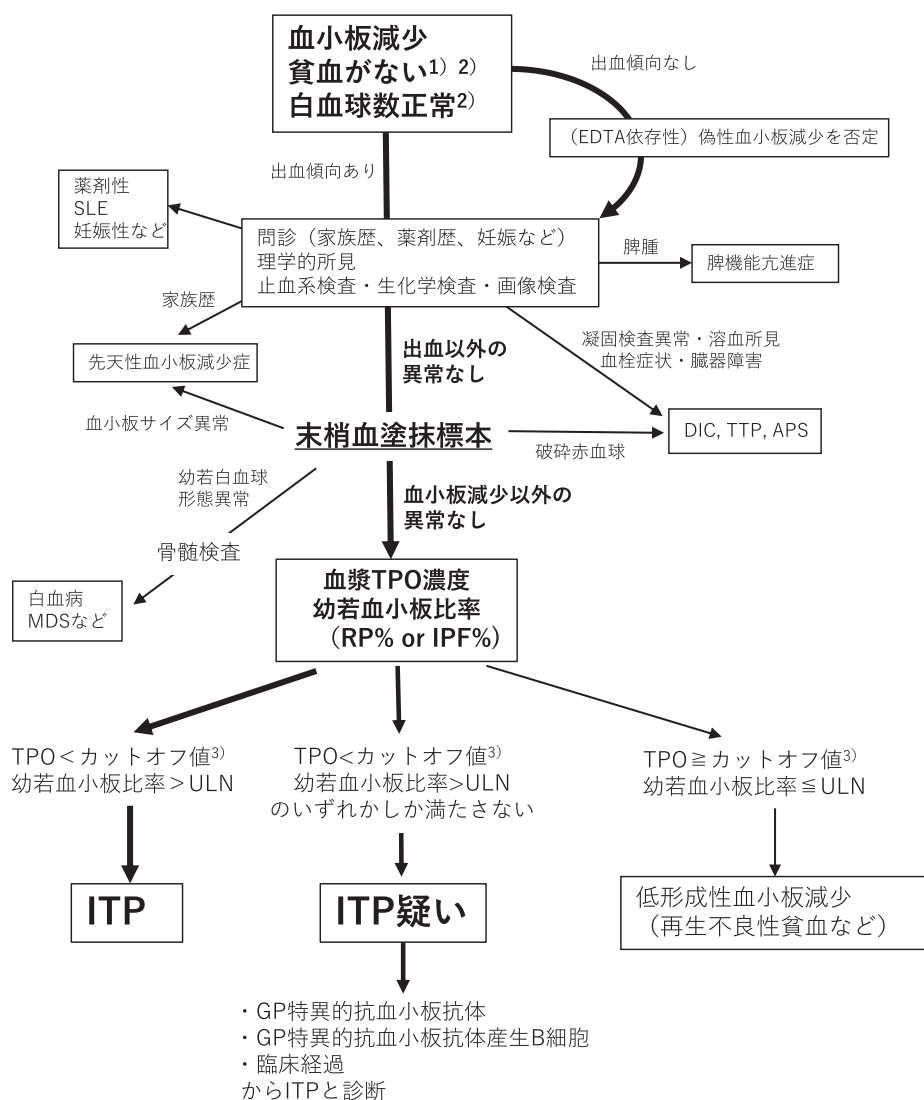 血小板減少
貧血がない1) 2)
白血球数正常2)
出血傾向なし
(EDTA依存性)偽性血小板減少を否定
出血傾向あり
薬剤性
SLE
妊娠性など
問診(家族歴、薬剤歴、妊娠など)
理学的所見
止血系検査・生化学検査・画像検査
脾腫
脾機能亢進症
家族歴
先天性血小板減少症
出血以外の
異常なし
凝固検査異常・溶血所見
血栓症状・臓器障害
血小板サイズ異常
末梢血塗抹標本
破砕赤血球
DIC, TTP, APS
幼若白血球
形態異常
血小板減少以外の
異常なし
骨髄検査
白血病
MDSなど
血漿TPO濃度
幼若血小板比率
(RP% or IPF%)
TPO<カットオフ値3)
幼若血小板比率>ULN
TPO<カットオフ値3)
幼若血小板比率>ULN
のいずれかしか満たさない
TPO≧カットオフ値3)
幼若血小板比率≦ULN
ITP
ITP疑い
低形成性血小板減少
(再生不良性貧血など)
・GP特異的抗血小板抗体
・GP特異的抗血小板抗体産生B細胞
・臨床経過
からITPと診断